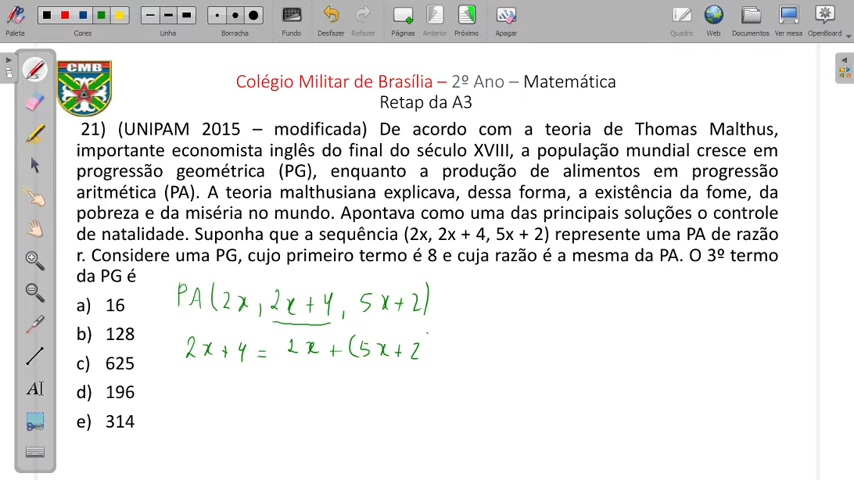 Cores
Linha
Borracha
Fundo
Desfazer
Refazer
Páginas
Anterior
Próximo
Apagar
Quadro
Web
Documentos
Ver mesa
OpenBoard
CMB
Colégio Militar de Brasília – 2º Ano – Matemática
Retap da A3
21) (UNIPAM 2015 – modificada) De acordo com a teoria de Thomas Malthus,
importante economista inglês do final do século XVIII, a população mundial cresce em
progressão geométrica (PG), enquanto a produção de alimentos em progressão
aritmética (PA). A teoria malthusiana explicava, dessa forma, a existência da fome, da
pobreza e da miséria no mundo. Apontava como uma das principais soluções o controle
de natalidade. Suponha que a sequência (2x, 2x + 4, 5x + 2) represente uma PA de razão
r. Considere uma PG, cujo primeiro termo é 8 e cuja razão é a mesma da PA. O 3º termo
da PG é
PA(2x, 2x+4, 5x+2)
a) 16
b) 128
2x+4 = 2x+(5x+2
c) 625
d) 196
e) 314